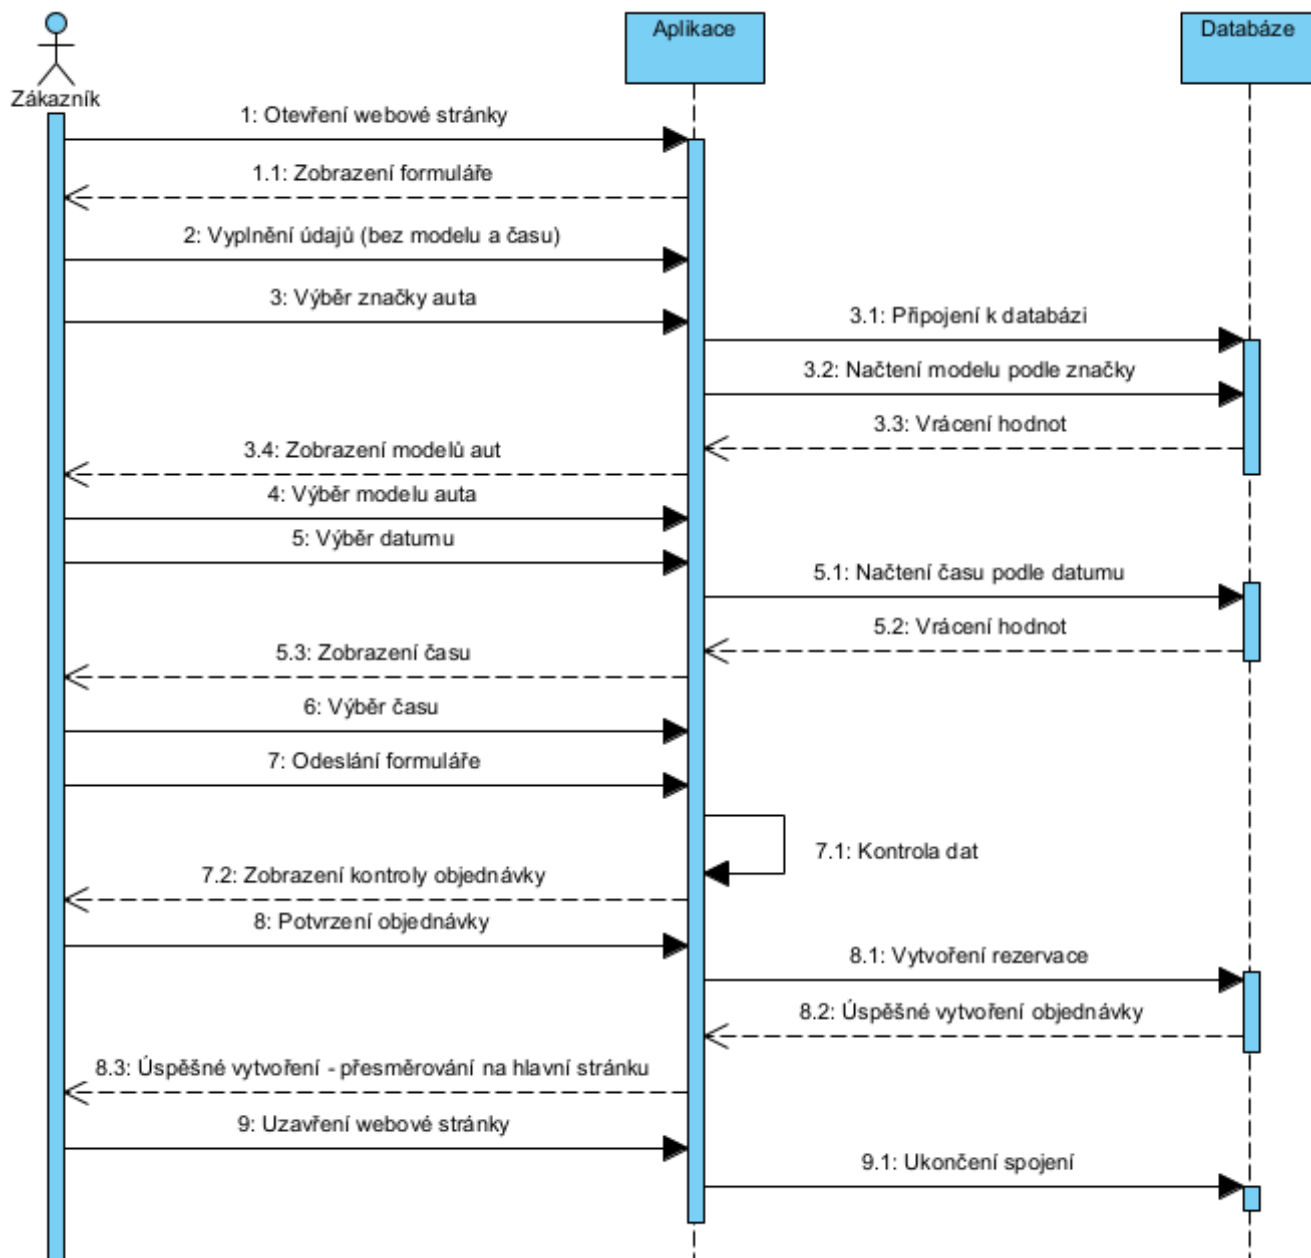 Aplikace
Databáze
Zákazník
1: Otevření webové stránky
1.1: Zobrazení formuláře
2: Vyplnění údajů (bez modelu a času)
3: Výběr značky auta
3.1: Připojení k databázi
3.2: Načtení modelu podle značky
3.3: Vrácení hodnot
3.4: Zobrazení modelů aut
4: Výběr modelu auta
5: Výběr datumu
5.1: Načtení času podle datumu
5.2: Vrácení hodnot
5.3: Zobrazení času
6: Výběr času
7: Odeslání formuláře
7.1: Kontrola dat
7.2: Zobrazení kontroly objednávky
8: Potvrzení objednávky
8.1: Vytvoření rezervace
8.2: Úspěšné vytvoření objednávky
8.3: Úspěšné vytvoření - přesměrování na hlavní stránku
9: Uzavření webové stránky
9.1: Ukončení spojení